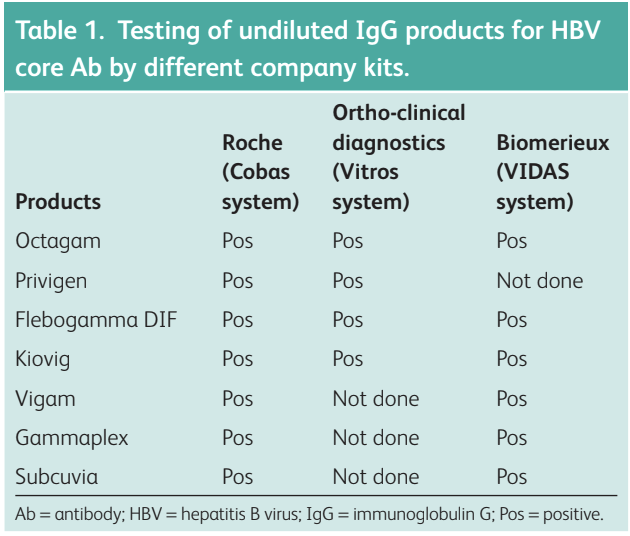 Table 1. Testing of undiluted IgG products for HBV
core Ab by different company kits.
Ortho-clinical
Roche diagnostics Biomerieux
(Cobas (Vitros (VIDAS
Products system) system) system)
Octagam Pos Pos Pos
Privigen Pos Pos Not done
Flebogamma DIF Pos Pos Pos
Kiovig Pos Pos Pos
Vigam Pos Not done Pos
Gammaplex Pos Not done Pos
Subcuvia Pos Not done Pos
Ab = antibody; HBV = hepatitis B virus; IgG = immunoglobulin G; Pos = positive.